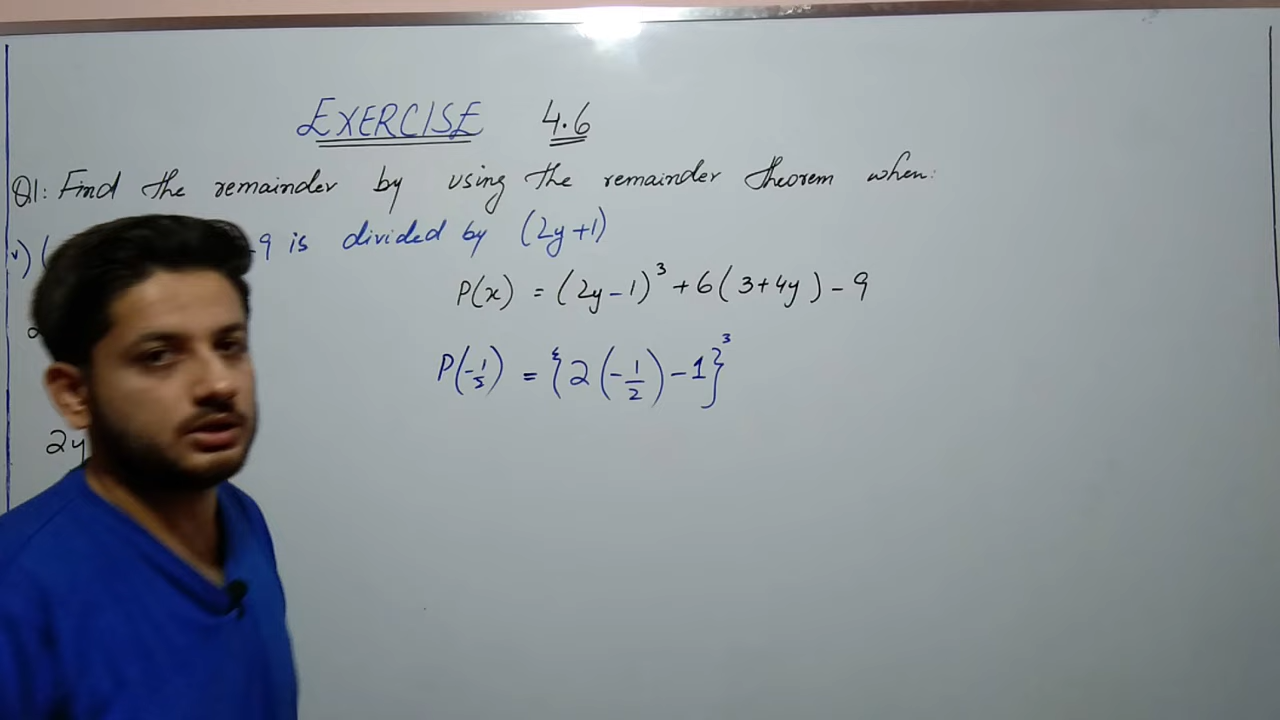 EXERCISE 4.6
Q1: Find the remainder by using the remainder theorem when:
v) ( 9 is divided by (2y+1)
P(x) = (2y-1)³ + 6(3+4y) - 9
P(-1/2) = {2(-1/2) - 1}³
2y